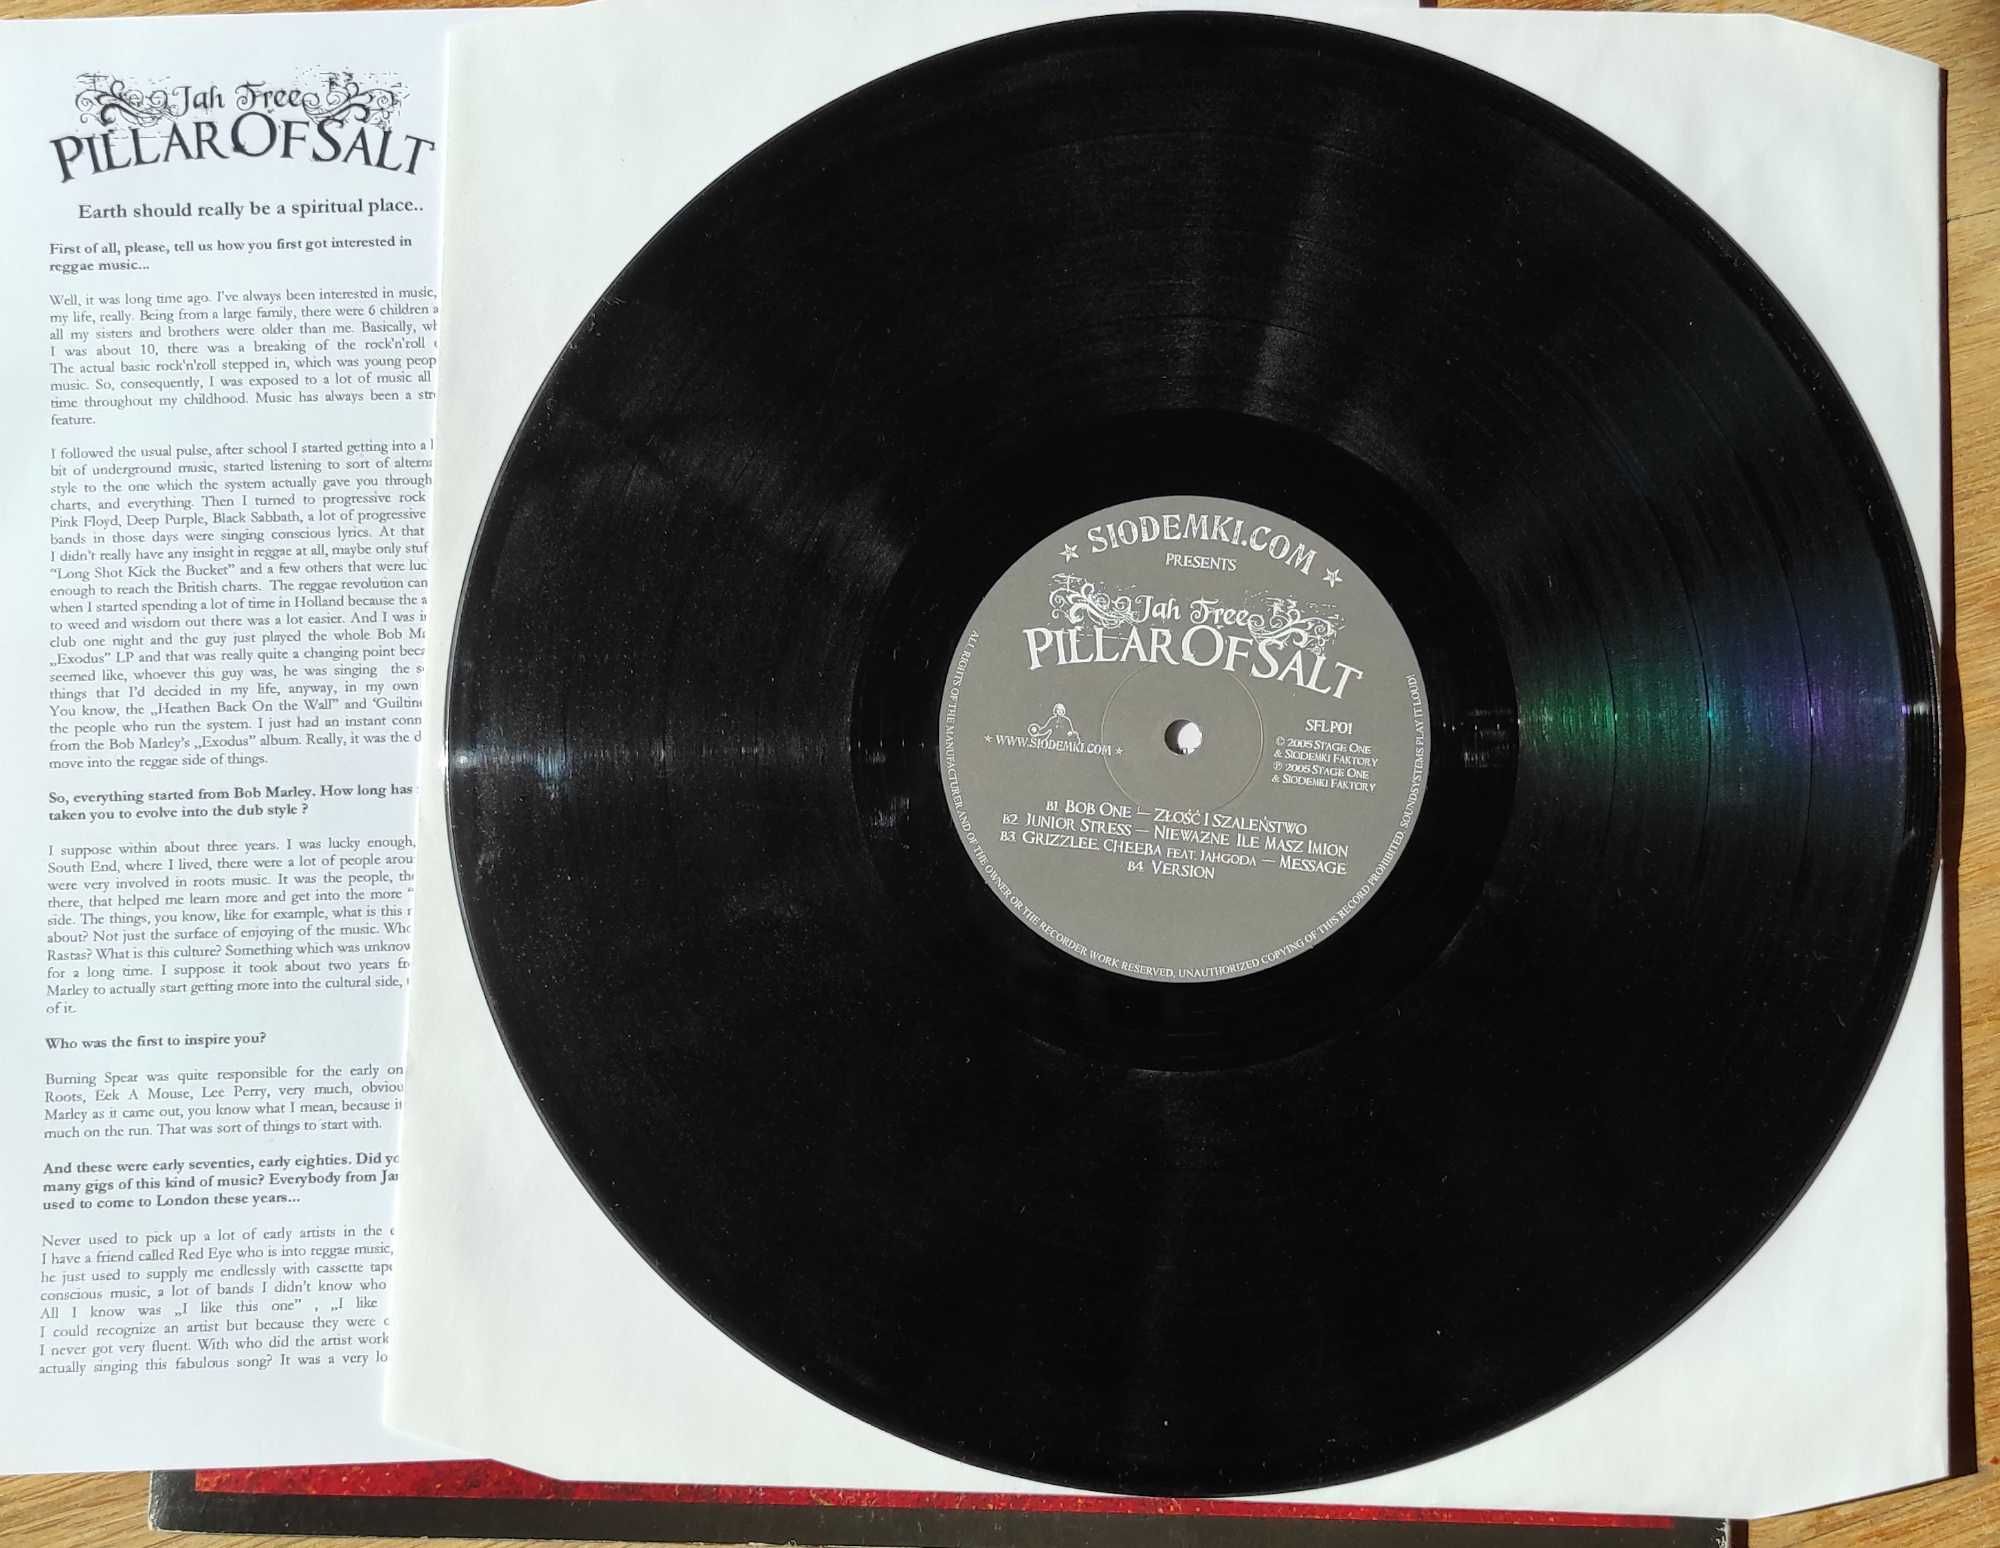 Jah Free
PILLAR OF SALT
Earth should really be a spiritual place..
First of all, please, tell us how you first got interested in
reggae music...
Well, it was long time ago. I've always been interested in music,
my life, really. Being from a large family, there were 6 children
all my sisters and brothers were older than me. Basically,
I was about 10, there was a breaking of the rock'n'roll
The actual basic rock'n'roll stepped in, which was young
music. So, consequently, I was exposed to a lot of music all
time throughout my childhood. Music has always been a
feature.
I followed the usual pulse, after school I started getting into a
bit of underground music, started listening to sort of
style to the one which the system actually gave you through
charts, and everything. Then I turned to progressive rock
Pink Floyd, Deep Purple, Black Sabbath, a lot of progressive
bands in those days were singing conscious lyrics. At that
I didn't really have any insight in reggae at all, maybe only
"Long Shot Kick the Bucket" and a few others that were
enough to reach the British charts. The reggae revolution
when I started spending a lot of time in Holland because the
to weed and wisdom out there was a lot easier. And I was
club one night and the guy just played the whole Bob
„Exodus" LP and that was really quite a changing point
seemed like, whoever this guy was, he was singing the
things that I'd decided in my life, anyway, in my own
You know, the „Heathen Back On the Wall" and
the people who run the system. I just had an instant
from the Bob Marley's „Exodus" album. Really, it was the
move into the reggae side of things.
So, everything started from Bob Marley. How long has
taken you to evolve into the dub style ?
I suppose within about three years. I was lucky enough,
South End, where I lived, there were a lot of people
were very involved in roots music. It was the people,
there, that helped me learn more and get into the more
side. The things, you know, like for example, what is this
about? Not just the surface of enjoying of the music.
Rastas? What is this culture? Something which was
for a long time. I suppose it took about two years
Marley to actually start getting more into the cultural side,
of it.
Who was the first to inspire you?
Burning Spear was quite responsible for the early on
Roots, Eek A Mouse, Lee Perry, very much,
Marley as it came out, you know what I mean, because
much on the run. That was sort of things to start with.
And these were early seventies, early eighties. Did
many gigs of this kind of music? Everybody from
used to come to London these years...
Never used to pick up a lot of early artists in the
I have a friend called Red Eye who is into reggae music,
he just used to supply me endlessly with cassette
conscious music, a lot of bands I didn't know who
All I know was „I like this one" , „I like
I could recognize an artist but because they were
I never got very fluent. With who did the artist work
actually singing this fabulous song? It was a very
SIODEMKI.COM
PRESENTS
Jah Free
PILLAR OF SALT
WWW.SIODEMKI.COM
SFLP01
© 2005 STAGE ONE
& SIODEMKI FAKTORY
℗ 2005 STAGE ONE
& SIODEMKI FAKTORY
B1. BOB ONE – ZŁOŚĆ I SZALEŃSTWO
B2. JUNIOR STRESS – NIEWAŻNE ILE MASZ IMION
B3. GRIZZLEE, CHEEBA FEAT. JAHGODA – MESSAGE
B4. VERSION
ALL RIGHTS OF THE MANUFACTURER AND OF THE OWNER OR THE RECORDER WORK RESERVED, UNAUTHORIZED COPYING OF THIS RECORD PROHIBITED. SOUNDSYSTEMS PLAY IT LOUD!